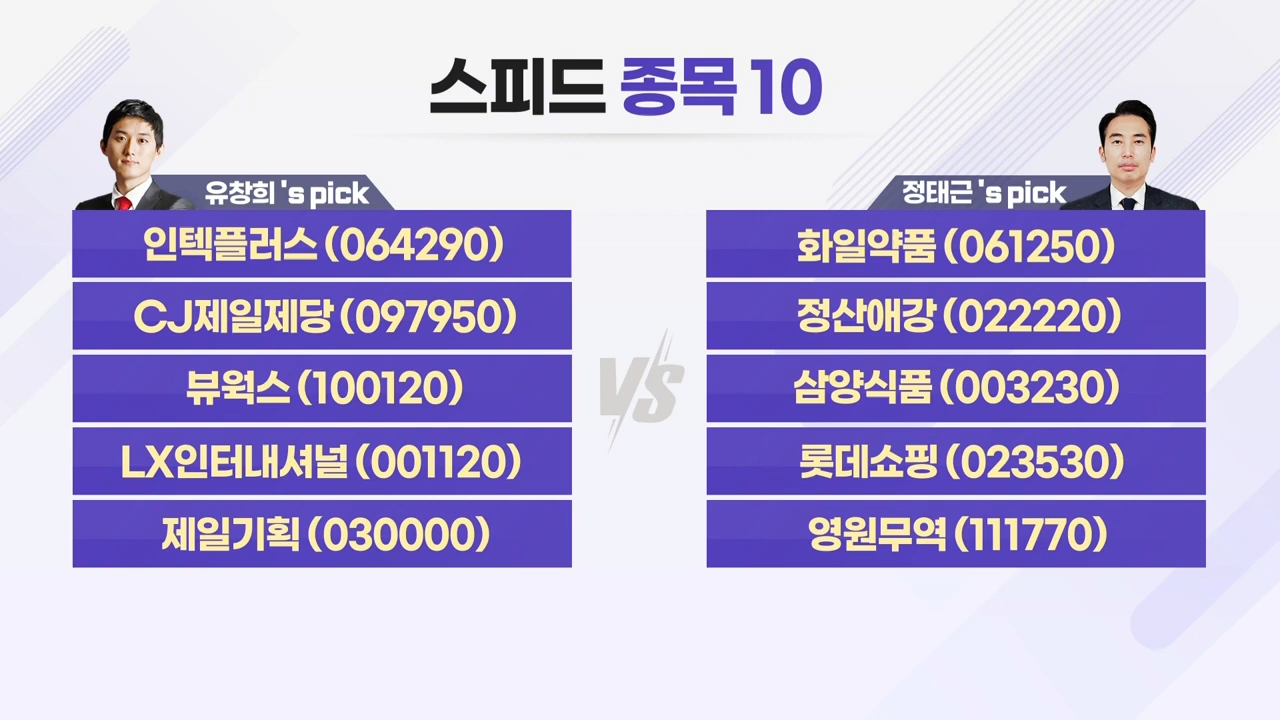 스피드 종목 10
유창희 's pick
인텍플러스 (064290)
CJ제일제당 (097950)
뷰웍스 (100120)
LX인터내셔널 (001120)
제일기획 (030000)
VS
정태근 's pick
화일약품 (061250)
정산애강 (022220)
삼양식품 (003230)
롯데쇼핑 (023530)
영원무역 (111770)